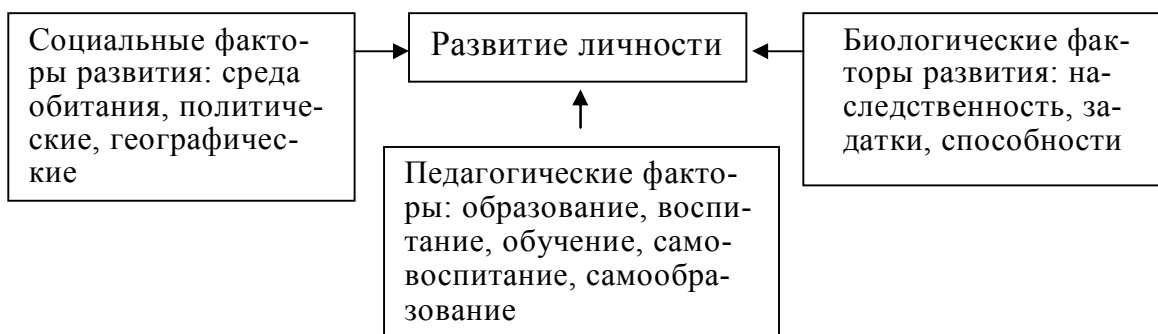 Социальные факто-
ры развития: среда
обитания, политиче-
ские, географичес-
кие
Развитие личности
Биологические фак-
торы развития: на-
следственность, за-
датки, способности
Педагогические факто-
ры: образование, воспи-
тание, обучение, само-
воспитание, самообра-
зование